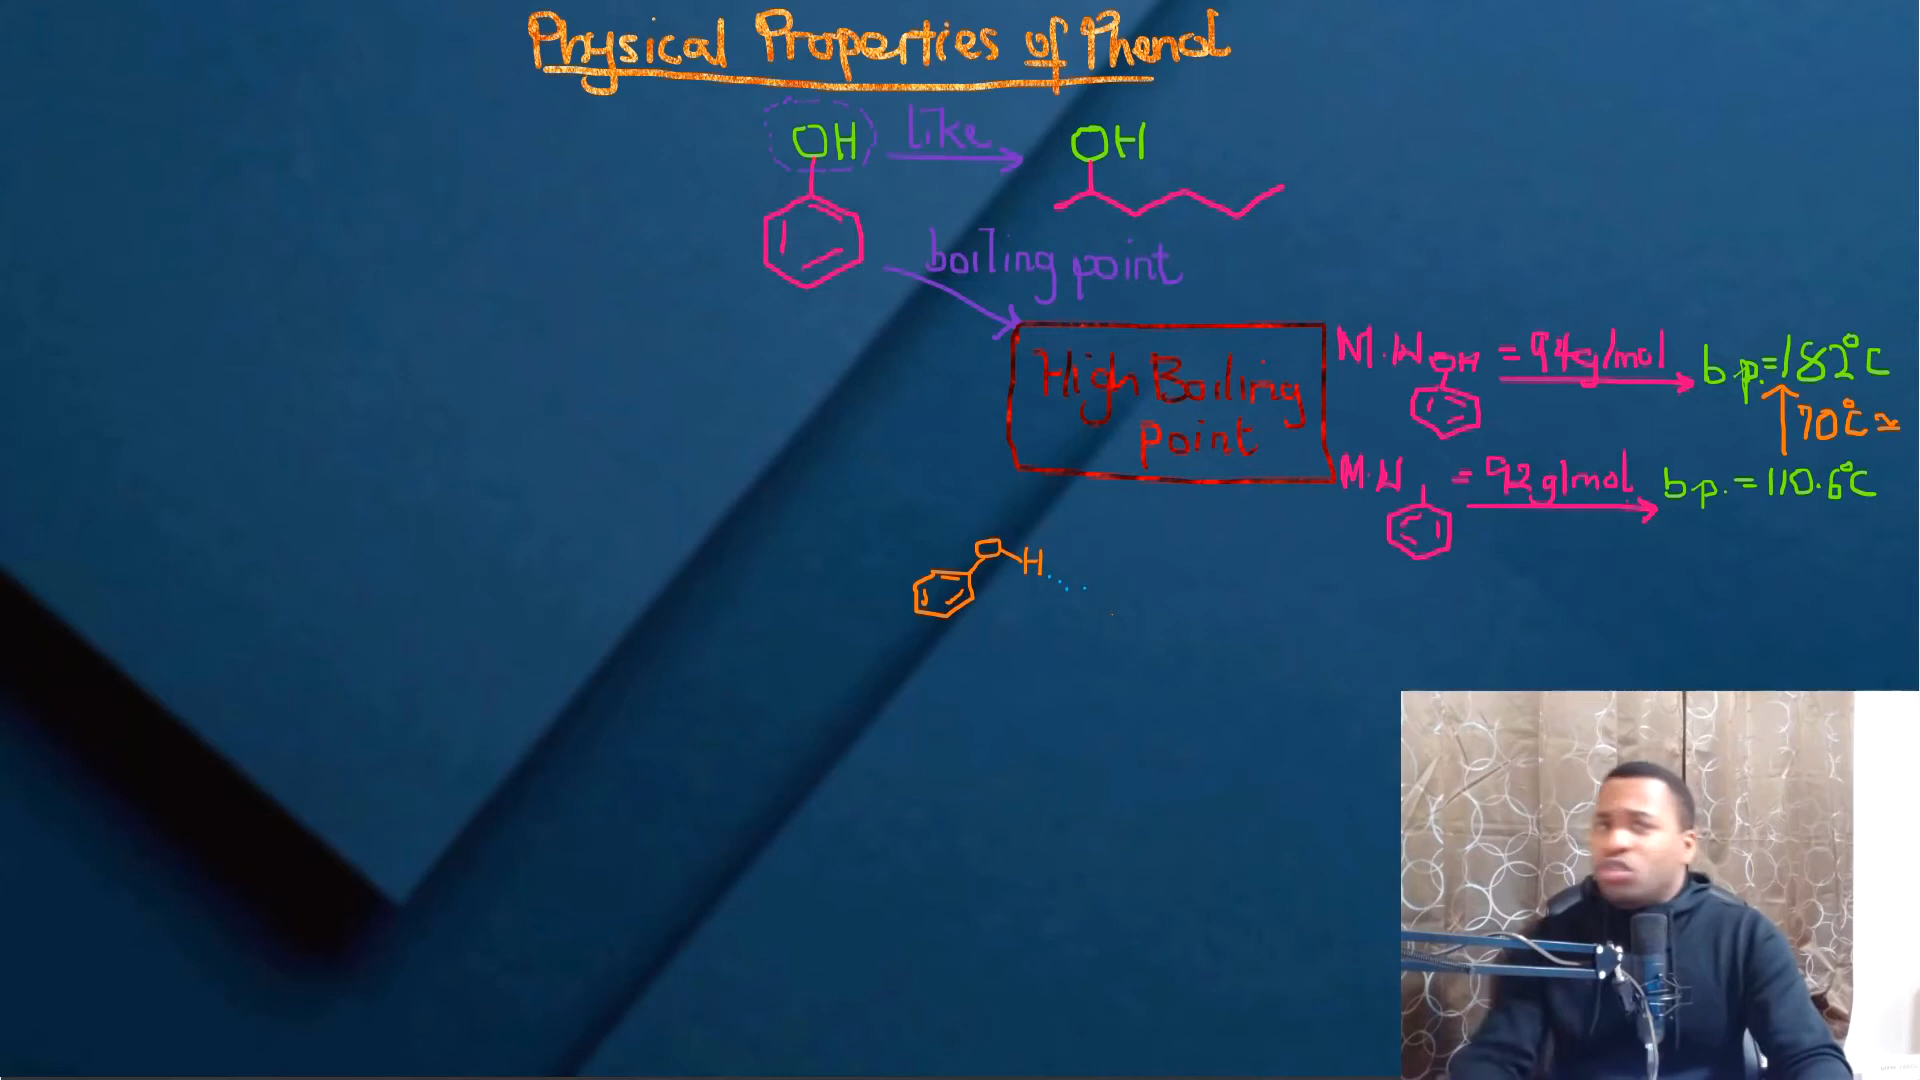 Physical Properties of Phenol
OH like OH
boiling point
High Boiling
point
M.W OH = 94g/mol b.p.=182°C
70°C ≈
M.W = 92g/mol b.p. = 110.6°C
O H